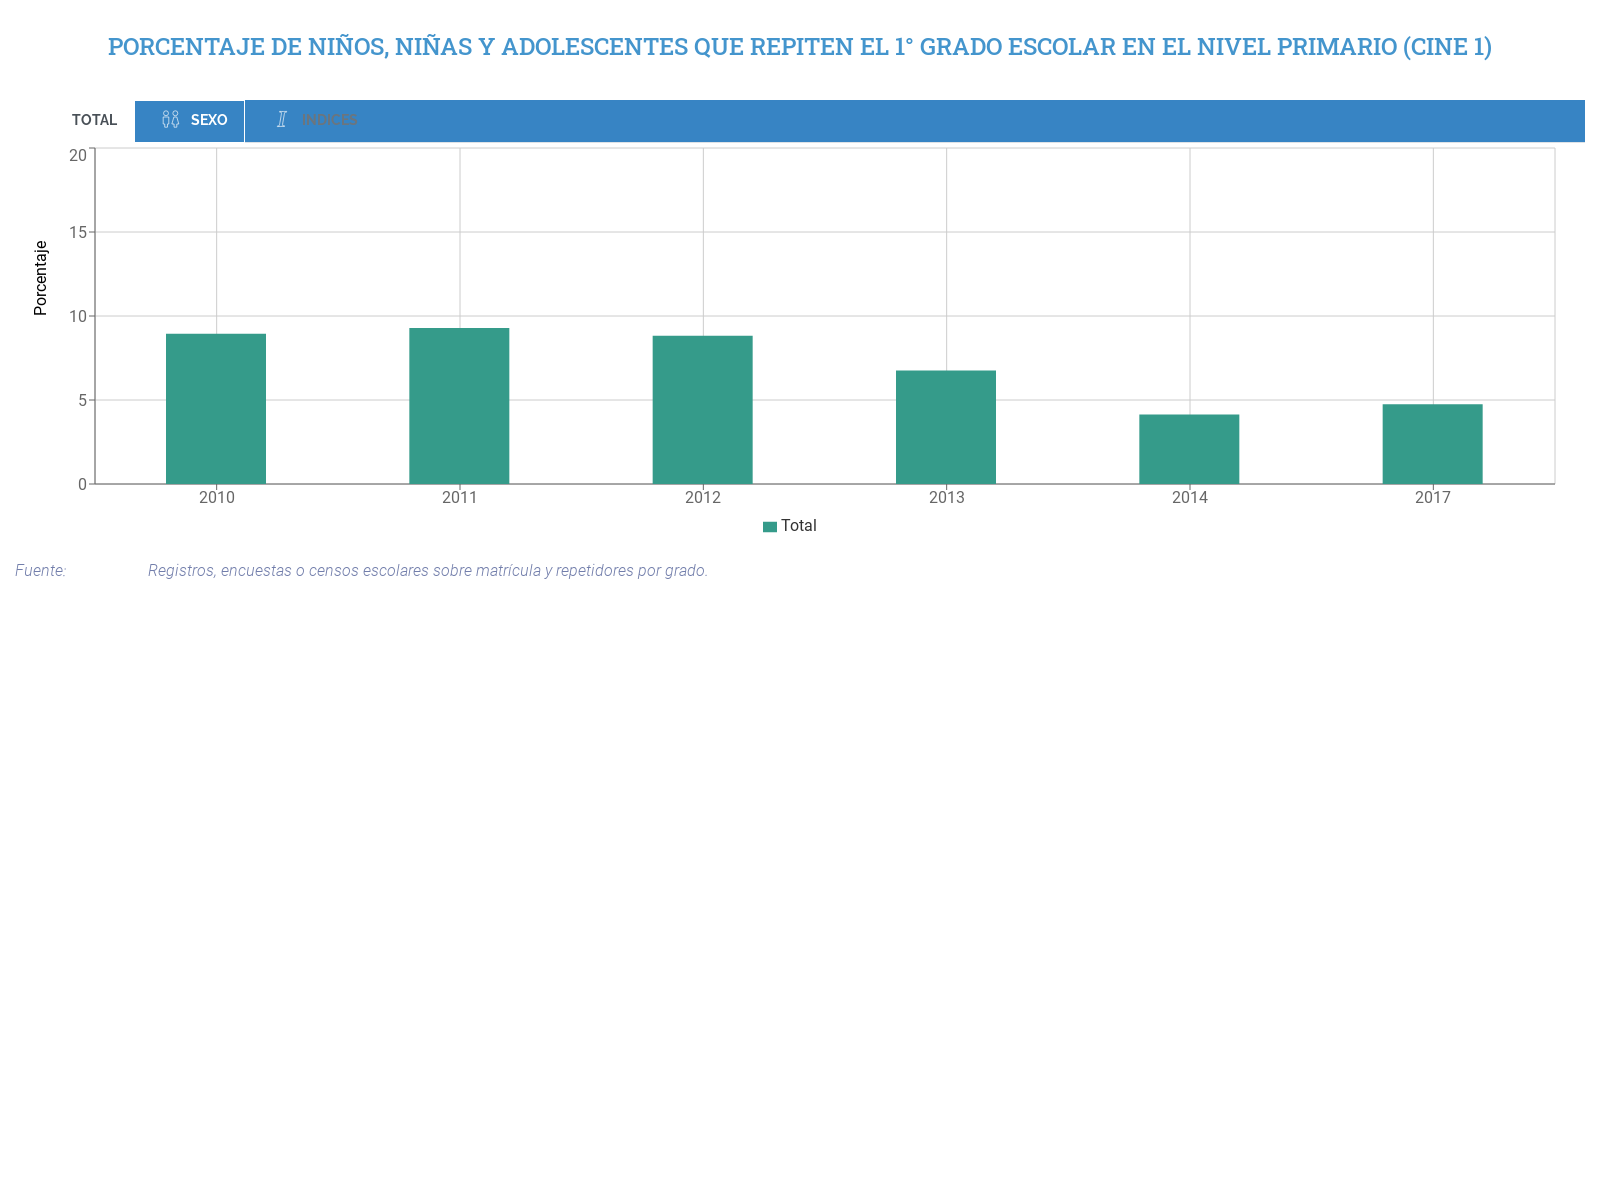 PORCENTAJE DE NIÑOS, NIÑAS Y ADOLESCENTES QUE REPITEN EL 1° GRADO ESCOLAR EN EL NIVEL PRIMARIO (CINE 1)
TOTAL SEXO INDICES
20
15
10
5
0
Porcentaje
2010 2011 2012 2013 2014 2017
Total
Fuente: Registros, encuestas o censos escolares sobre matrícula y repetidores por grado.